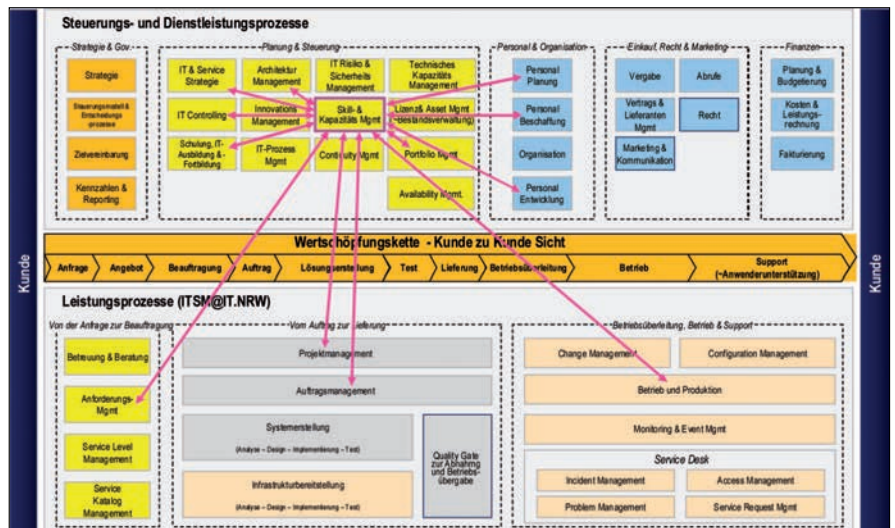 Steuerungs- und Dienstleistungsprozesse
Strategie & Gov.
Strategie
Steuerungsmodell &
Entscheidungs
-prozesse
Zielvereinbarung
Kennzahlen &
Reporting
Planung & Steuerung
IT & Service
Strategie
Architektur
Management
IT Risiko &
Sicherheits
Management
Technisches
Kapazitäts
Management
IT Controlling
Innovations
Management
Skill- &
Kapazitäts Mgmt
Lizenz& Asset Mgmt
(~Bestandsverwaltung)
Schulung, IT-
Ausbildung &
Fortbildung
IT-Prozess
Mgmt
Continuity Mgmt
Portfolio Mgmt
Availability Mgmt.
Personal & Organisation
Personal
Planung
Personal
Beschaffung
Organisation
Personal
Entwicklung
Einkauf, Recht & Marketing
Vergabe
Abrufe
Vertrags &
Lieferanten
Mgmt
Recht
Marketing &
Kommunikation
Finanzen
Planung &
Budgetierung
Kosten &
Leistungs-
rechnung
Fakturierung
Kunde
Kunde
Wertschöpfungskette - Kunde zu Kunde Sicht
Anfrage
Angebot
Beauftragung
Auftrag
Lösungserstellung
Test
Lieferung
Betriebsüberleitung
Betrieb
Support
(~Anwenderunterstützung)
Leistungsprozesse (ITSM@IT.NRW)
Von der Anfrage zur Beauftragung
Betreuung & Beratung
Anforderungs-
Mgmt
Service Level
Management
Service
Katalog
Management
Vom Auftrag zur Lieferung
Projektmanagement
Auftragsmanagement
Systemerstellung
(Analyse – Design – Implementierung – Test)
Infrastrukturbereitstellung
(Analyse – Design – Implementierung – Test)
Quality Gate
zur Abnahme
und Betriebs-
übergabe
Betriebsüberleitung, Betrieb & Support
Change Management
Configuration Management
Betrieb und Produktion
Monitoring & Event Mgmt
Service Desk
Incident Management
Access Management
Problem Management
Service Request Mgmt